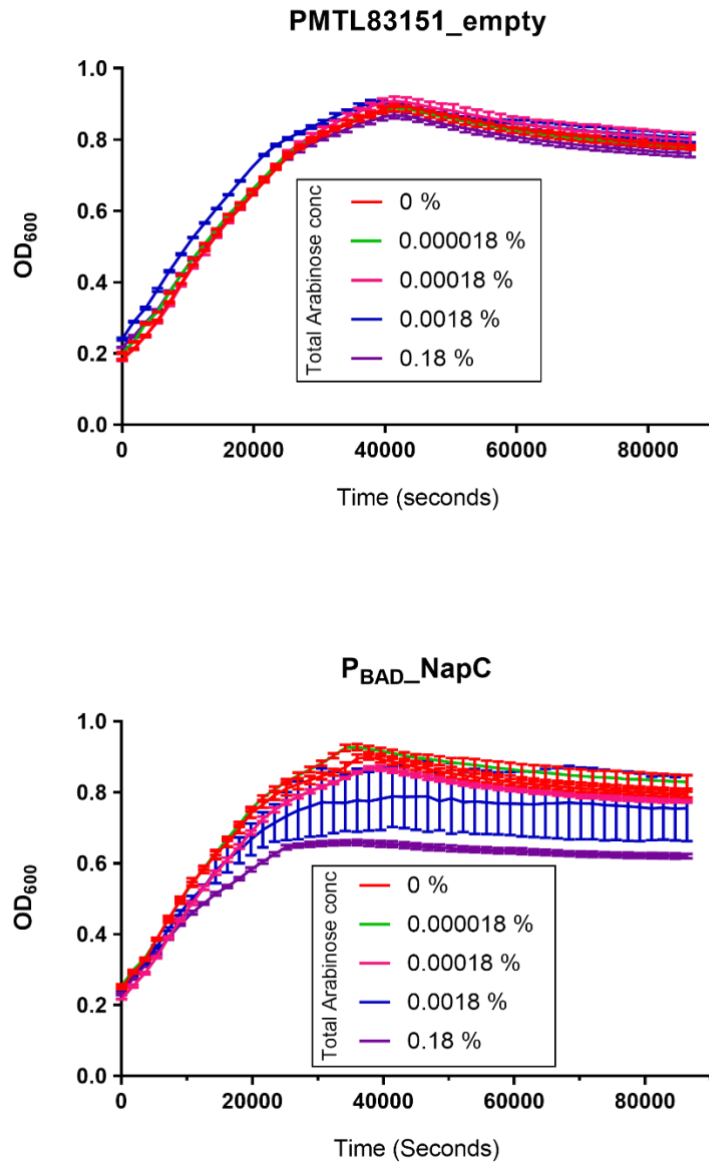 PMTL83151_empty
1.0
0.8
0.6
0.4
0.2
0.0
OD600
Total Arabinose conc
0 %
0.000018 %
0.00018 %
0.0018 %
0.18 %
0 20000 40000 60000 80000
Time (seconds)
PBAD_NapC
1.0
0.8
0.6
0.4
0.2
0.0
OD600
Total Arabinose conc
0 %
0.000018 %
0.00018 %
0.0018 %
0.18 %
0 20000 40000 60000 80000
Time (Seconds)